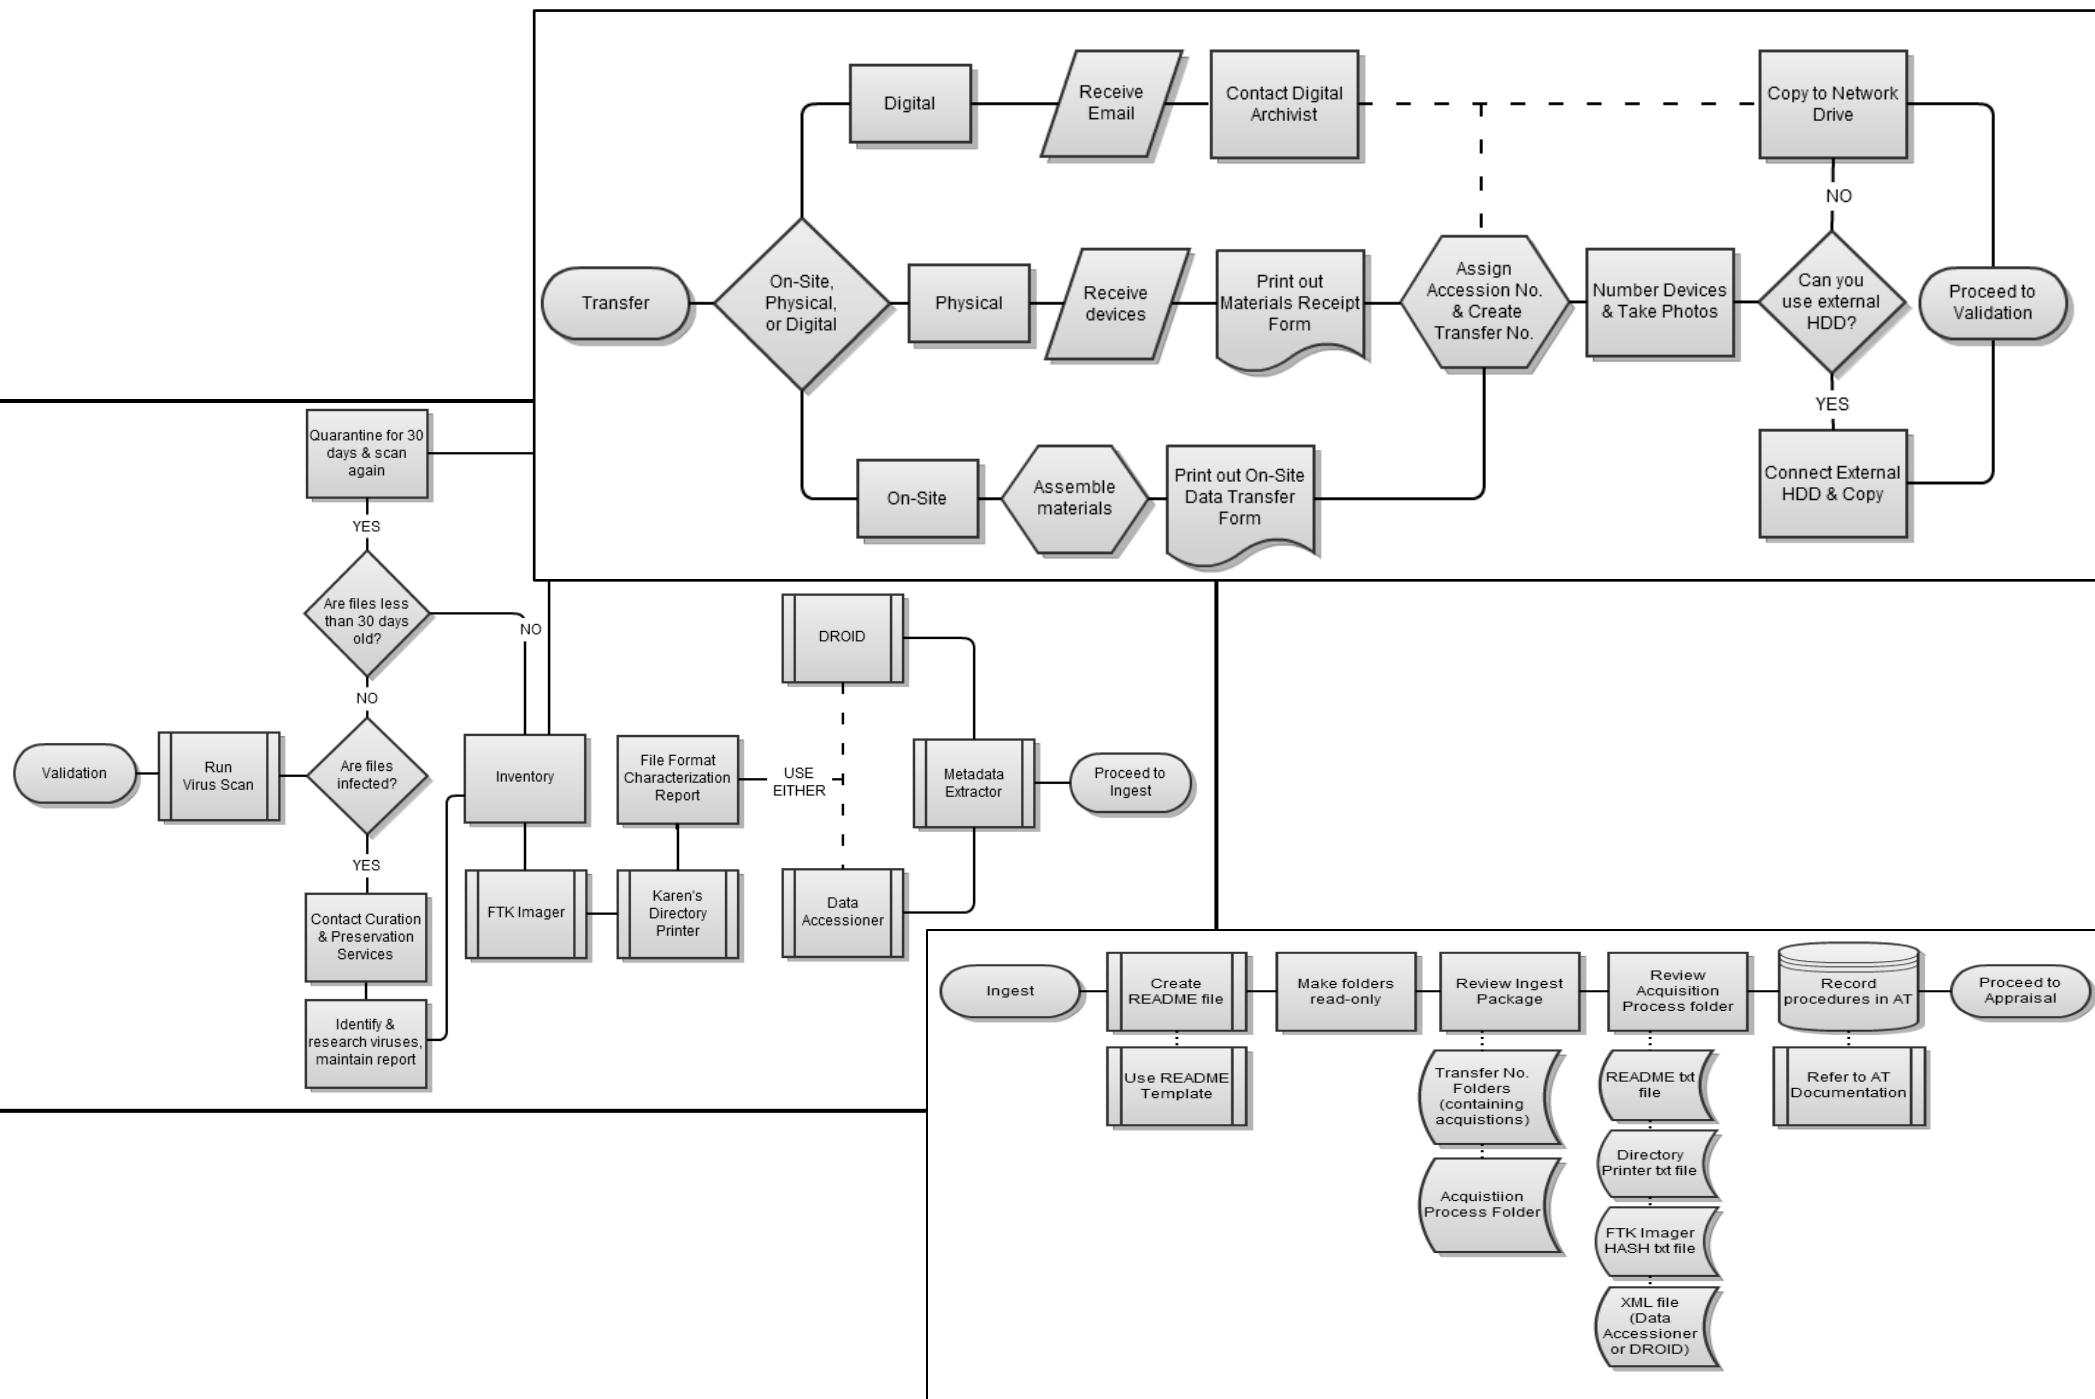 Digital
Receive
Email
Contact Digital
Archivist
Copy to Network
Drive
NO
Transfer
On-Site,
Physical,
or Digital
Physical
Receive
devices
Print out
Materials Receipt
Form
Assign
Accession No.
& Create
Transfer No.
Number Devices
& Take Photos
Can you
use external
HDD?
Proceed to
Validation
YES
On-Site
Assemble
materials
Print out On-Site
Data Transfer
Form
Connect External
HDD & Copy
Quarantine for 30
days & scan
again
YES
Are files less
than 30 days
old?
NO
NO
Validation
Run
Virus Scan
Are files
infected?
YES
Contact Curation
& Preservation
Services
Identify &
research viruses,
maintain report
Inventory
FTK Imager
Karen's
Directory
Printer
File Format
Characterization
Report
USE
EITHER
DROID
Data
Accessioner
Metadata
Extractor
Proceed to
Ingest
Ingest
Create
README file
Use README
Template
Make folders
read-only
Review Ingest
Package
Transfer No.
Folders
(containing
acquistions)
Acquistiion
Process Folder
Review
Acquisition
Process folder
README txt
file
Directory
Printer txt file
FTK Imager
HASH txt file
XML file
(Data
Accessioner
or DROID)
Record
procedures in AT
Refer to AT
Documentation
Proceed to
Appraisal